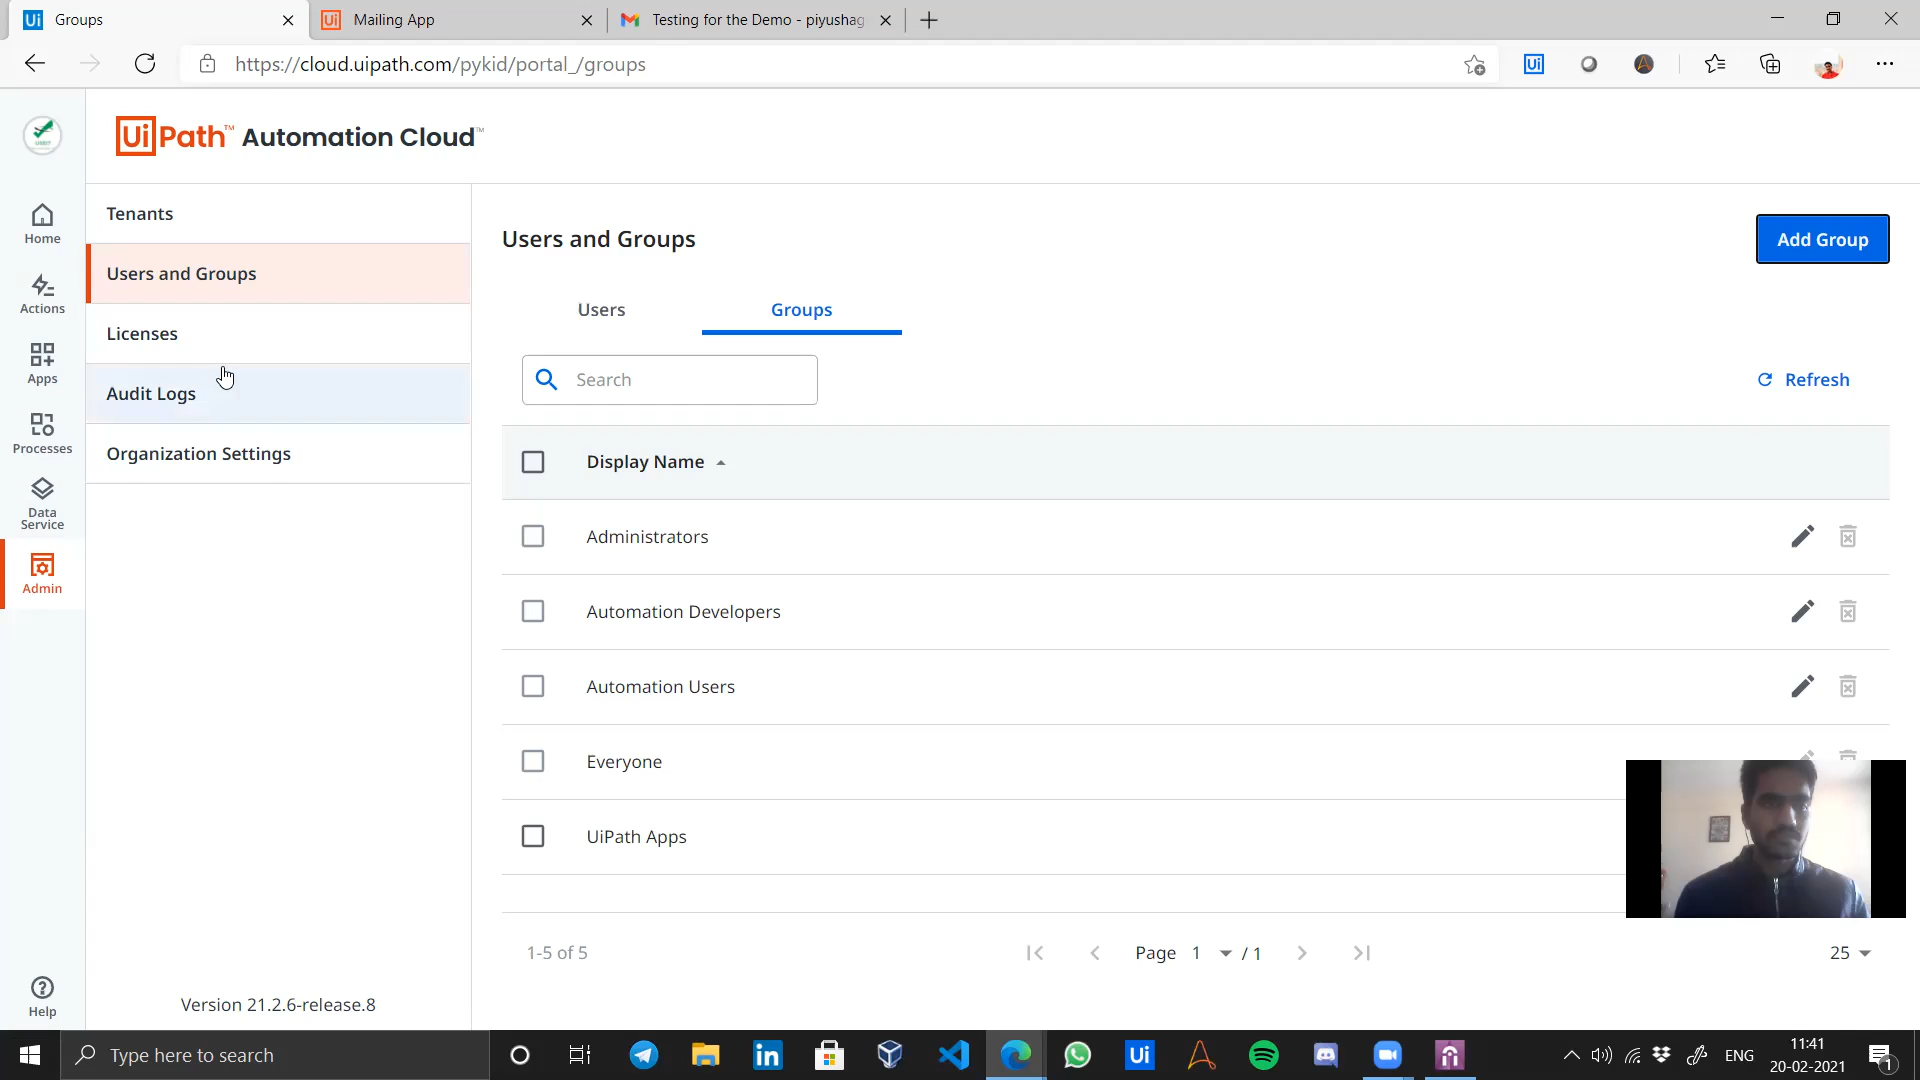 Groups
Mailing App
Testing for the Demo - piyushag
https://cloud.uipath.com/pykid/portal_/groups
UiPath™ Automation Cloud™
Home
Actions
Apps
Processes
Data
Service
Admin
Help
Tenants
Users and Groups
Licenses
Audit Logs
Organization Settings
Version 21.2.6-release.8
Users and Groups
Add Group
Users
Groups
Search
Refresh
Display Name
Administrators
Automation Developers
Automation Users
Everyone
UiPath Apps
1-5 of 5
Page 1 / 1
25
Type here to search
ENG
11:41
20-02-2021
1